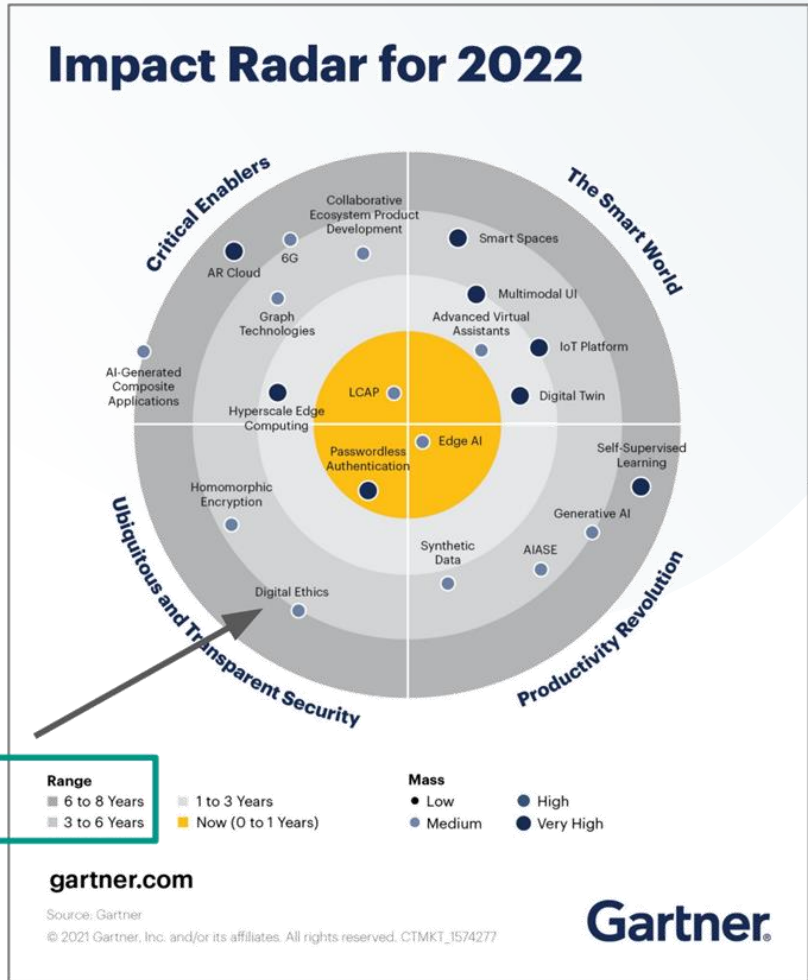 Impact Radar for 2022
Critical Enablers
The Smart World
Collaborative
Ecosystem Product
Development
6G
AR Cloud
Smart Spaces
Graph
Technologies
Multimodal UI
Advanced Virtual
Assistants
IoT Platform
AI-Generated
Composite
Applications
LCAP
Digital Twin
Hyperscale Edge
Computing
Edge AI
Passwordless
Authentication
Self-Supervised
Learning
Homomorphic
Encryption
Generative AI
Synthetic
Data
AIASE
Digital Ethics
Ubiquitous and Transparent Security
Productivity Revolution
Range
6 to 8 Years
3 to 6 Years
1 to 3 Years
Now (0 to 1 Years)
Mass
Low
Medium
High
Very High
gartner.com
Source: Gartner
© 2021 Gartner, Inc. and/or its affiliates. All rights reserved. CTMKT_1574277
Gartner®